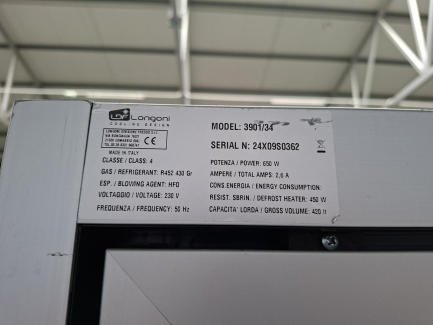 Longoni
COOLING DESIGN
MADE IN ITALY
CLASSE / CLASS: 4
GAS / REFRIGERANT: R452 430 Gr
ESP. / BLOWING AGENT: HFO
VOLTAGGIO / VOLTAGE: 230 V
FREQUENZA / FREQUENCY: 50 Hz
MODEL: 3901/34
SERIAL N: 24X09S0362
POTENZA / POWER: 650 W
AMPERE / TOTAL AMPS: 2,6 A
CONS.ENERGIA / ENERGY CONSUMPTION:
RESIST. SBRIN. / DEFROST HEATER: 450 W
CAPACITÀ LORDA / GROSS VOLUME: 420 lt